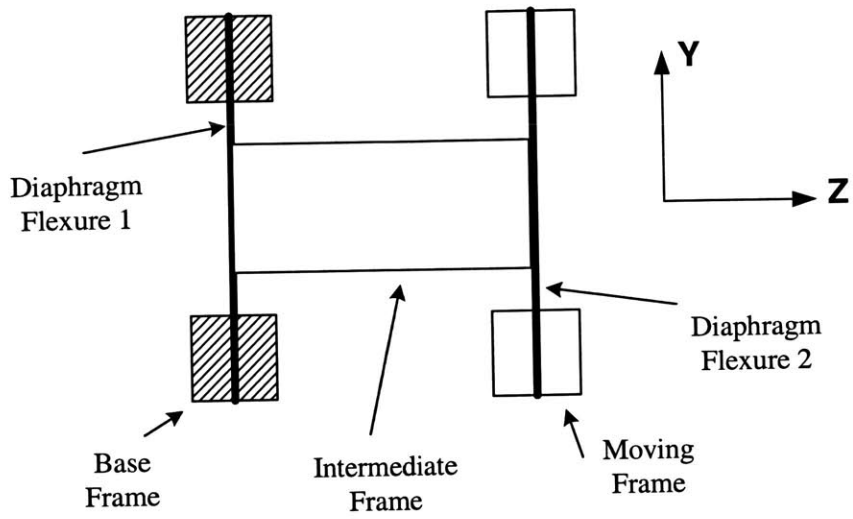 Y
Z
Diaphragm
Flexure 1
Diaphragm
Flexure 2
Base
Frame
Intermediate
Frame
Moving
Frame